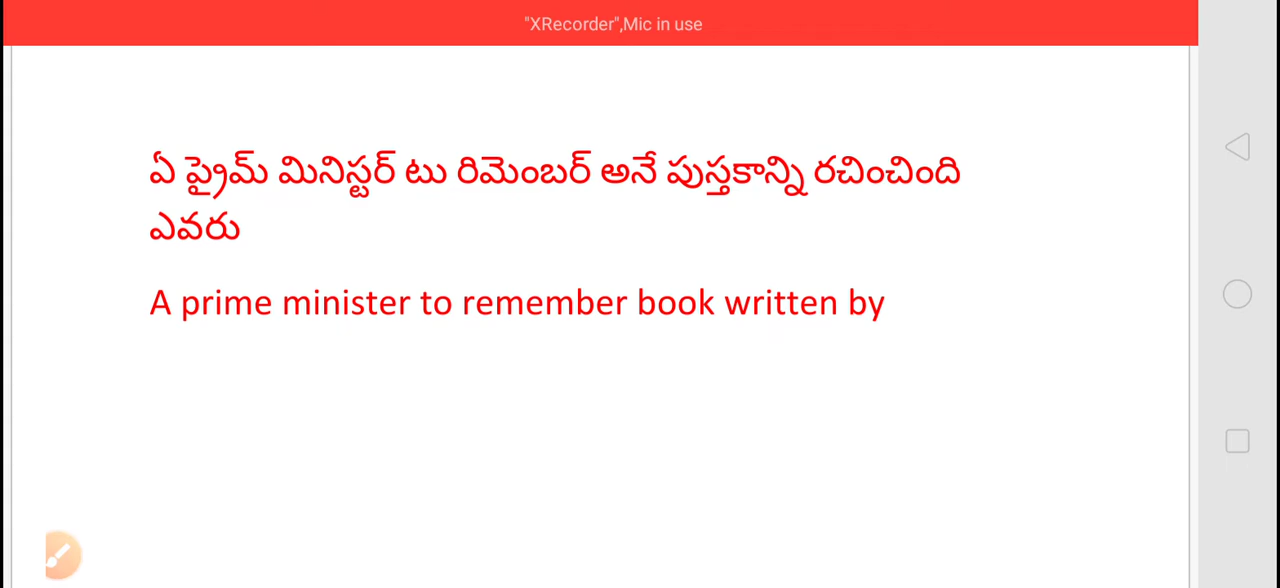 "XRecorder",Mic in use
ఏ ప్రైమ్ మినిస్టర్ టు రిమెంబర్ అనే పుస్తకాన్ని రచించింది
ఎవరు
A prime minister to remember book written by